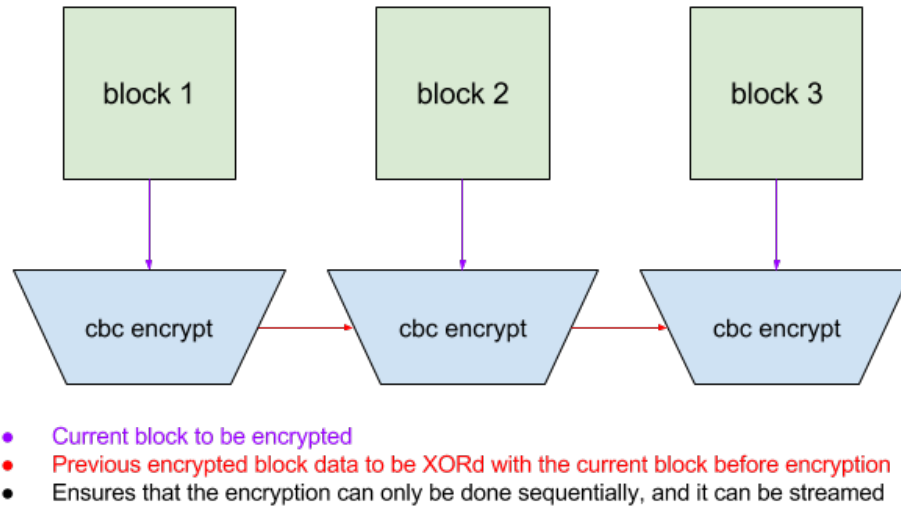 block 1
block 2
block 3
cbc encrypt
cbc encrypt
cbc encrypt
● Current block to be encrypted
● Previous encrypted block data to be XORd with the current block before encryption
● Ensures that the encryption can only be done sequentially, and it can be streamed